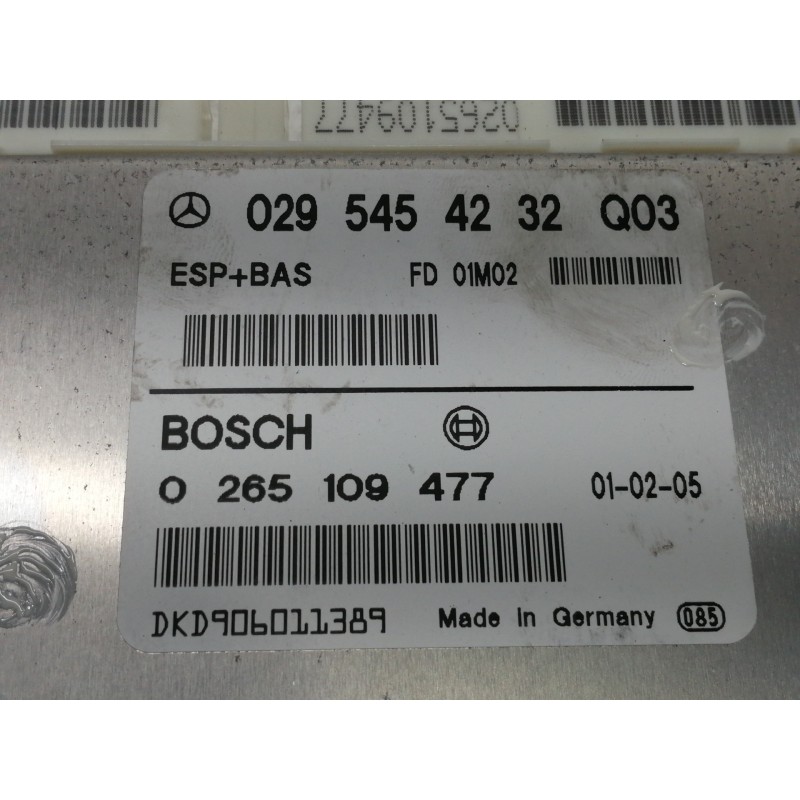 0265109477
029 545 42 32 Q03
ESP+BAS FD 01M02
BOSCH
0 265 109 477 01-02-05
DKD906011389 Made in Germany 085